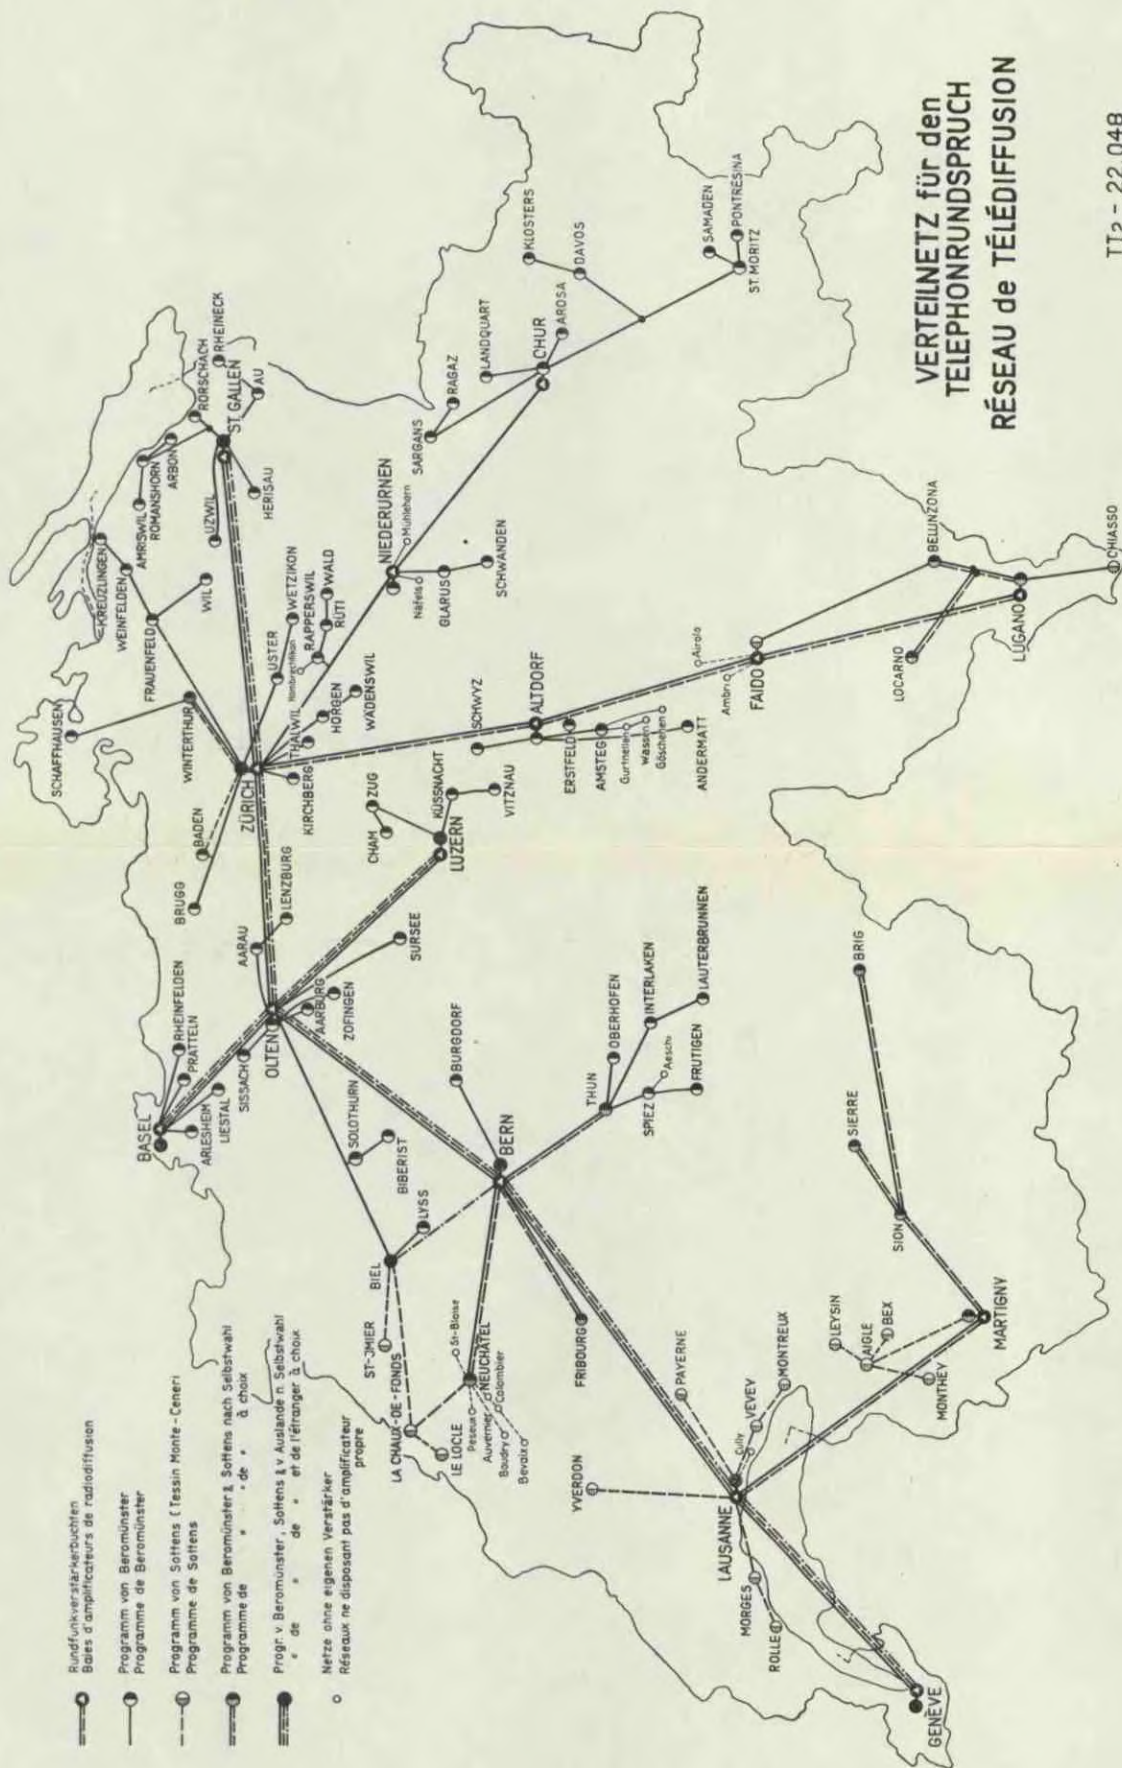 VERTEILNETZ für den
TELEPHONRUNDSPRUCH
RÉSEAU de TÉLÉDIFFUSION
TT2 - 22.048
Rundfunkverstärkerbuchten
Baies d'amplificateurs de radiodiffusion
Programm von Beromünster
Programme de Beromünster
Programm von Sottens (Tessin Monte-Ceneri
Programme de Sottens
Programm von Beromünster & Sottens nach Selbstwahl
Programme de " " de " à choix
Progr. v. Beromünster, Sottens & v Auslande n. Selbstwahl
" de " de " et de l'étranger à choix
Netze ohne eigenen Verstärker
Réseaux ne disposant pas d'amplificateur
propre
SCHAFFHAUSEN
KREUZLINGEN
WEINFELDEN
AMRISWIL
ROMANSHORN
ARBON
RORSCHACH
RHEINECK
ST. GALLEN
AU
FRAUENFELD
WIL
UZWIL
HERISAU
WINTERTHUR
BASEL
RHEINFELDEN
PRATTELN
ARLESHEIM
LIESTAL
SISSACH
BRUGG
BADEN
ZÜRICH
USTER
WETZIKON
Hombrechtikon
RAPPERSWIL
RÜTI
WALD
THALWIL
HORGEN
WÄDENSWIL
KIRCHBERG
OLTEN
AARAU
LENZBURG
AARBURG
ZOFINGEN
SURSEE
CHAM
ZUG
LUZERN
KÜSSNACHT
VITZNAU
SCHWYZ
NIEDERURNEN
Mühlehorn
Näfels
GLARUS
SCHWANDEN
SARGANS
RAGAZ
LANDQUART
CHUR
AROSA
KLOSTERS
DAVOS
SAMADEN
PONTRESINA
ST. MORITZ
SOLOTHURN
BIBERIST
BIEL
LYSS
ST-JMIER
LA CHAUX-DE-FONDS
LE LOCLE
St-Blaise
NEUCHÂTEL
Peseux
Auvernier
Colombier
Boudry
Bevaix
BURGDORF
BERN
THUN
OBERHOFEN
INTERLAKEN
LAUTERBRUNNEN
SPIEZ
Aeschi
FRUTIGEN
ALTDORF
ERSTFELD
AMSTEG
Gurtnellen
Wassen
Göschenen
ANDERMATT
Airolo
Ambri
FAIDO
BELLINZONA
LOCARNO
LUGANO
CHIASSO
FRIBOURG
PAYERNE
YVERDON
LAUSANNE
Cully
VEVEY
MONTREUX
MORGES
ROLLE
GENÈVE
LEYSIN
AIGLE
BEX
MONTHEY
MARTIGNY
SION
SIERRE
BRIG